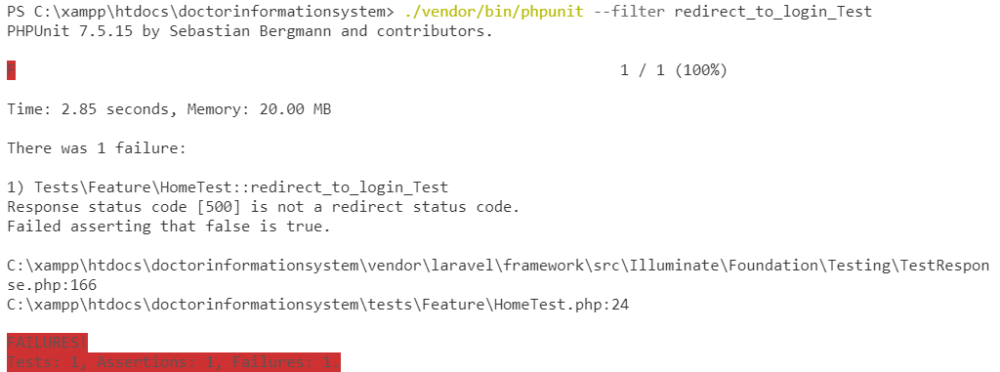 PS C:\xampp\htdocs\doctorinformationsystem> ./vendor/bin/phpunit --filter redirect_to_login_Test
PHPUnit 7.5.15 by Sebastian Bergmann and contributors.
F 1 / 1 (100%)
Time: 2.85 seconds, Memory: 20.00 MB
There was 1 failure:
1) Tests\Feature\HomeTest::redirect_to_login_Test
Response status code [500] is not a redirect status code.
Failed asserting that false is true.
C:\xampp\htdocs\doctorinformationsystem\vendor\laravel\framework\src\Illuminate\Foundation\Testing\TestRespon
se.php:166
C:\xampp\htdocs\doctorinformationsystem\tests\Feature\HomeTest.php:24
FAILURES!
Tests: 1, Assertions: 1, Failures: 1.